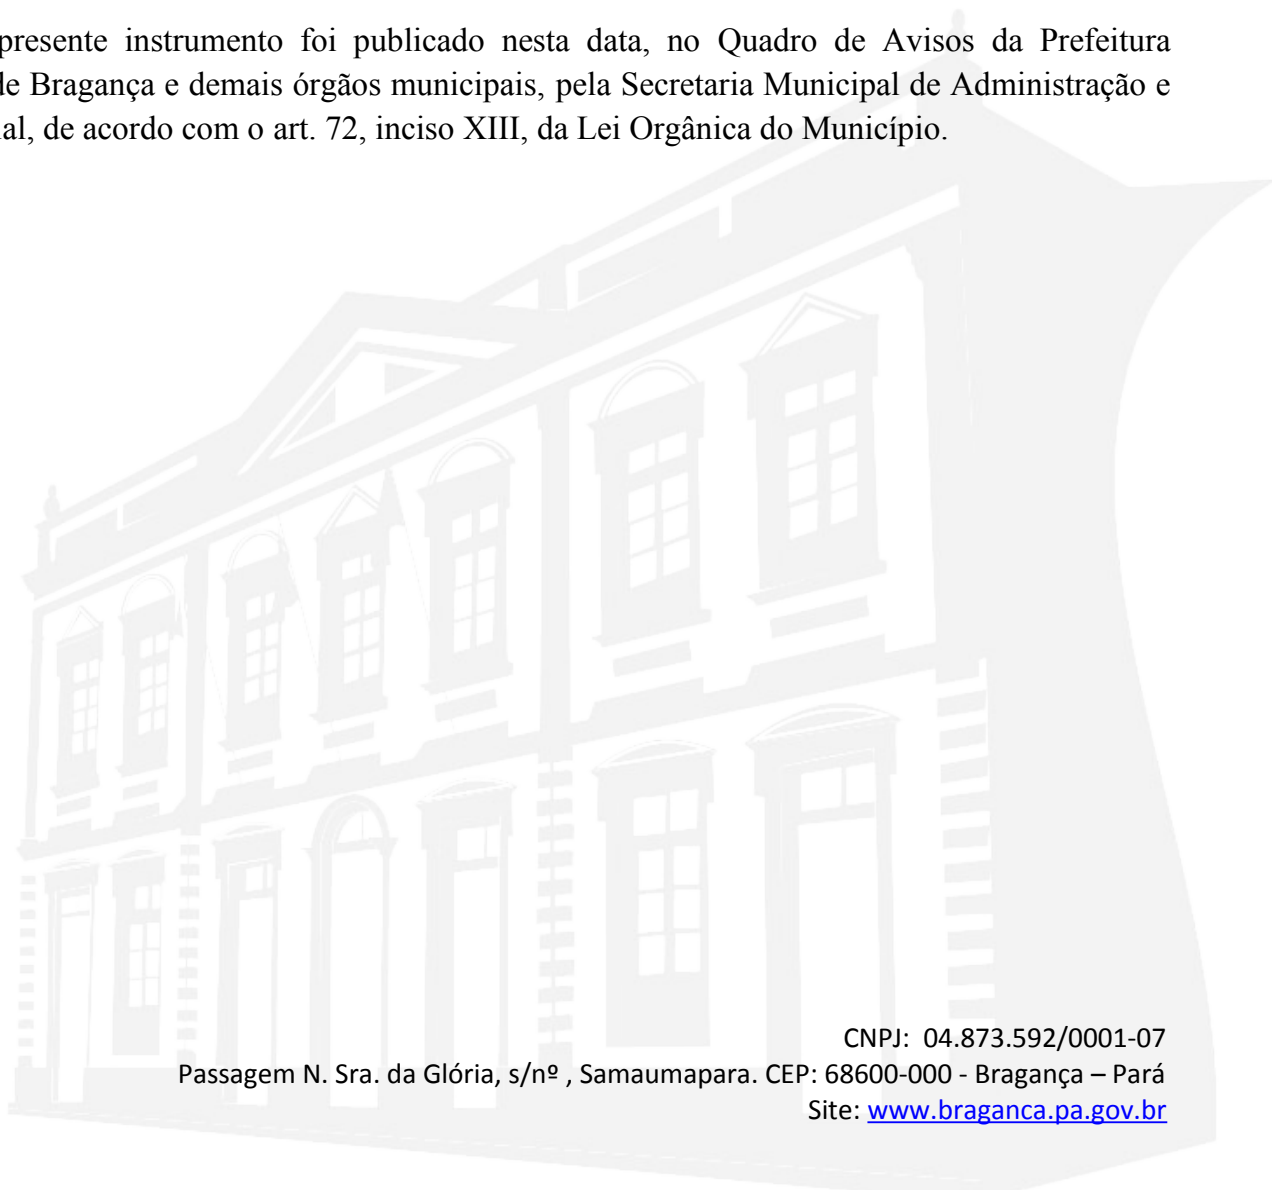 presente instrumento foi publicado nesta data, no Quadro de Avisos da Prefeitura
de Bragança e demais órgãos municipais, pela Secretaria Municipal de Administração e
al, de acordo com o art. 72, inciso XIII, da Lei Orgânica do Município.
CNPJ: 04.873.592/0001-07
Passagem N. Sra. da Glória, s/nº , Samaumapara. CEP: 68600-000 - Bragança – Pará
Site: www.braganca.pa.gov.br